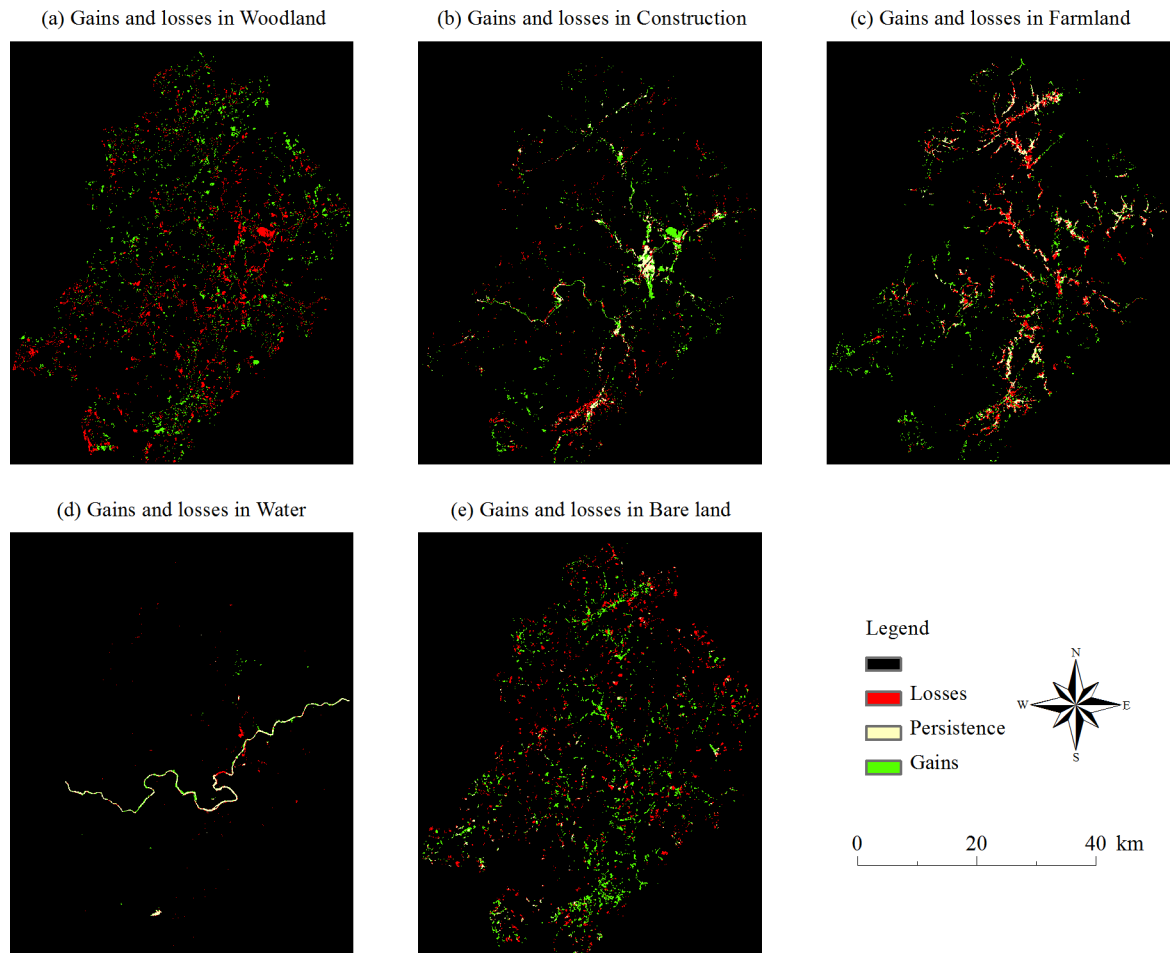 (a) Gains and losses in Woodland
(b) Gains and losses in Construction
(c) Gains and losses in Farmland
(d) Gains and losses in Water
(e) Gains and losses in Bare land
Legend
Losses
Persistence
Gains
N
W
E
S
0 20 40 km